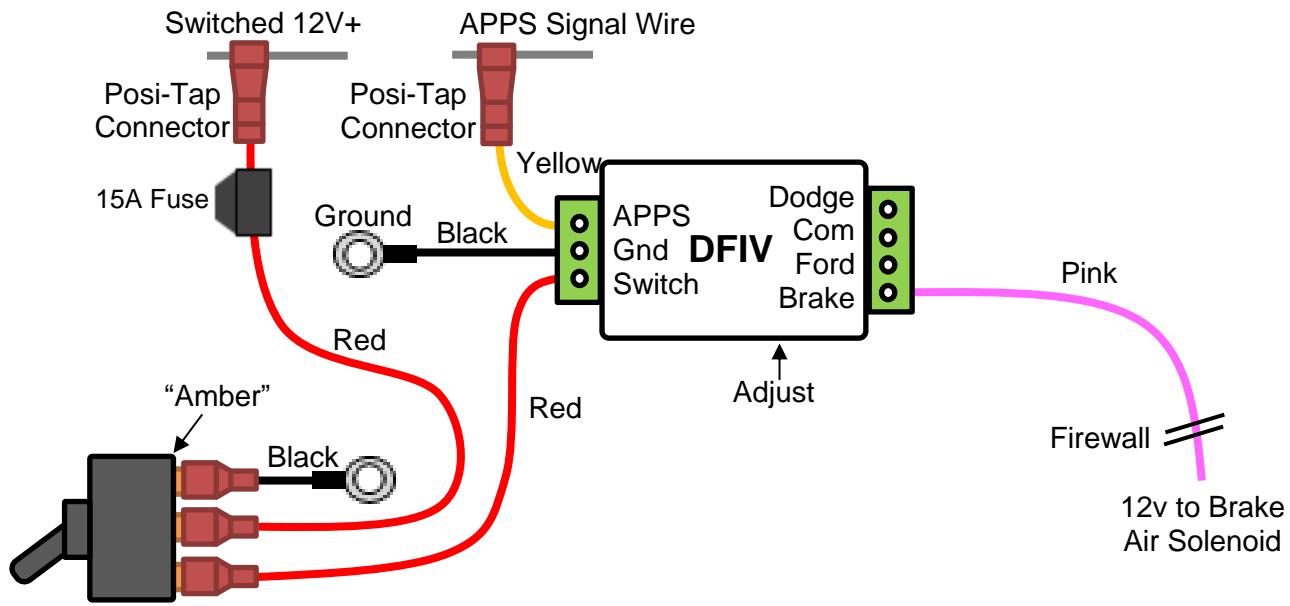 Switched 12V+
APPS Signal Wire
Posi-Tap
Connector
Posi-Tap
Connector
Yellow
15A Fuse
Ground
Black
APPS
Gnd
Switch
DFIV
Dodge
Com
Ford
Brake
Pink
Red
Adjust
“Amber”
Red
Black
Firewall
12v to Brake
Air Solenoid